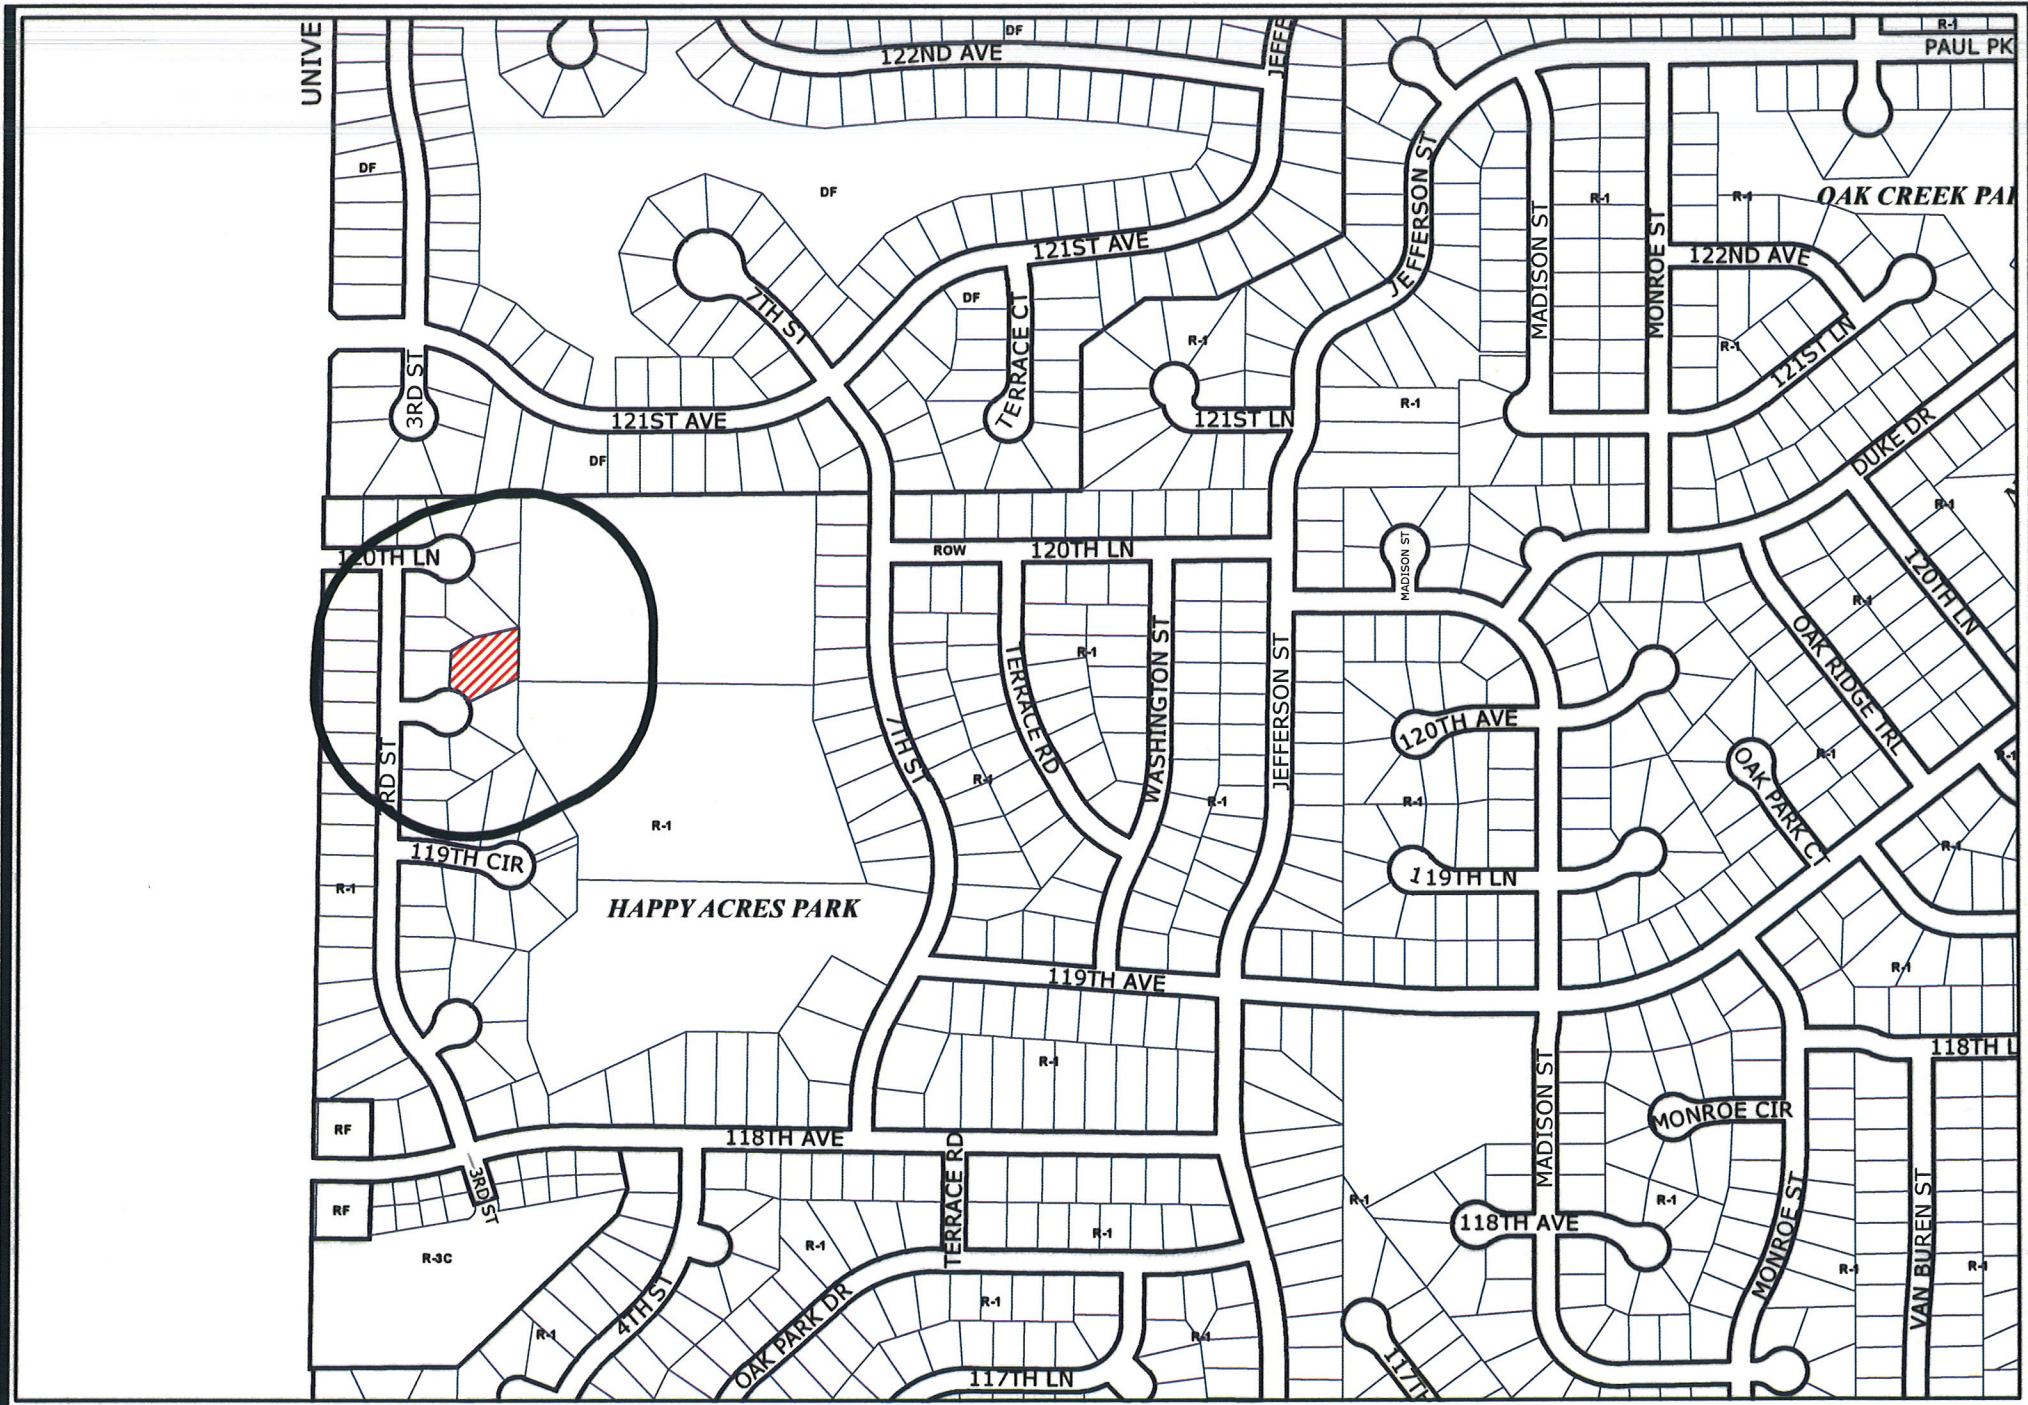 UNIVE
DF
122ND AVE
JEFFE
R-1
PAUL PK
DF
DF
JEFFERSON ST
MADISON ST
R-1
MONROE ST
R-1
OAK CREEK PAR
121ST AVE
122ND AVE
7TH ST
DF
TERRACE CT
R-1
R-1
121ST LN
3RD ST
121ST AVE
121ST LN
R-1
DUKE DR
DF
R-1
120TH LN
ROW
120TH LN
MADISON ST
120TH LN
R-1
R-1
OAK RIDGE TRL
TERRACE RD
WASHINGTON ST
JEFFERSON ST
120TH AVE
7TH ST
R-1
R-1
R-1
R-1
R-1
OAK PARK CT
RD ST
R-1
119TH CIR
R-1
R-1
119TH LN
HAPPY ACRES PARK
119TH AVE
R-1
R-1
118TH L
MADISON ST
MONROE CIR
RF
118TH AVE
TERRACE RD
3RD ST
RF
R-1
R-1
118TH AVE
MONROE ST
VAN BUREN ST
R-3C
R-1
R-1
R-1
R-1
4TH ST
OAK PARK DR
R-1
R-1
R-1
117TH LN
117TH